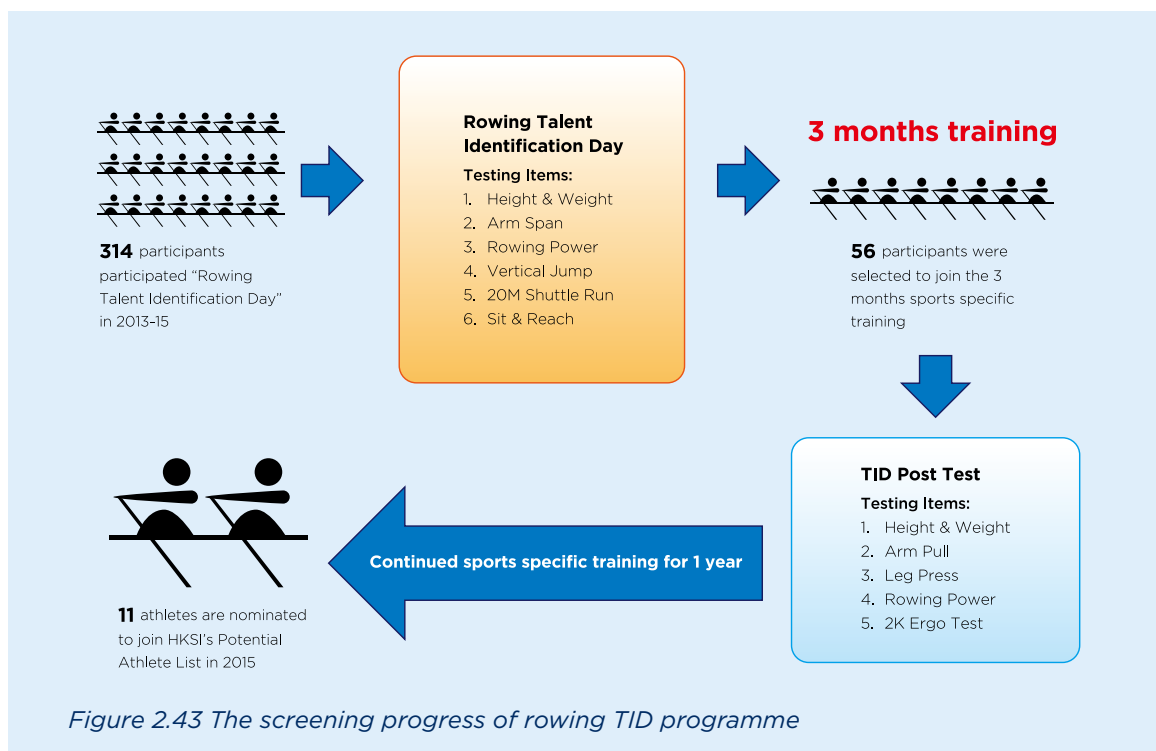 314 participants
participated "Rowing
Talent Identification Day"
in 2013-15
Rowing Talent
Identification Day
Testing Items:
1. Height & Weight
2. Arm Span
3. Rowing Power
4. Vertical Jump
5. 20M Shuttle Run
6. Sit & Reach
3 months training
56 participants were
selected to join the 3
months sports specific
training
TID Post Test
Testing Items:
1. Height & Weight
2. Arm Pull
3. Leg Press
4. Rowing Power
5. 2K Ergo Test
Continued sports specific training for 1 year
11 athletes are nominated
to join HKSI's Potential
Athlete List in 2015
Figure 2.43 The screening progress of rowing TID programme